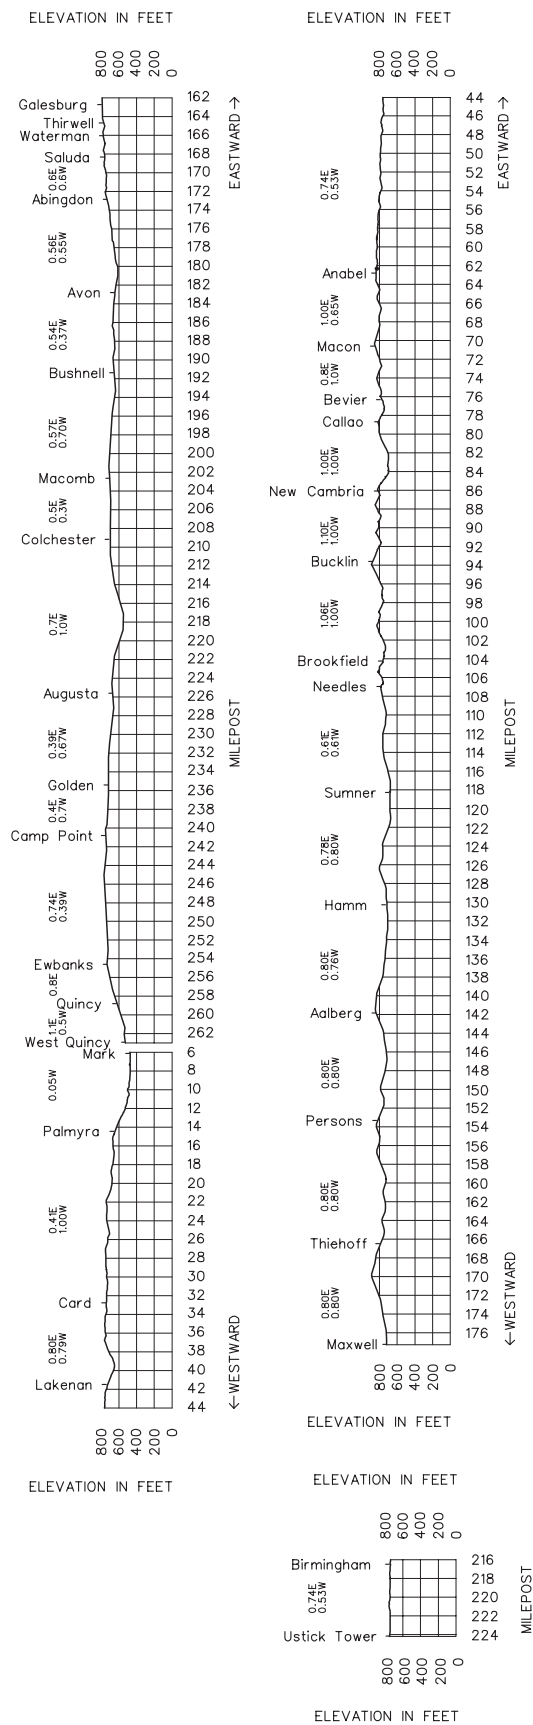 ELEVATION IN FEET
800 600 400 200 0
Galesburg
Thirwell
Waterman
Saluda
0.6E
0.6W
Abingdon
0.56E
0.55W
Avon
0.54E
0.37W
Bushnell
0.57E
0.70W
Macomb
0.5E
0.3W
Colchester
0.7E
1.0W
Augusta
0.39E
0.67W
Golden
0.4E
0.7W
Camp Point
0.74E
0.39W
Ewbanks
0.8E
Quincy
1.1E
0.5W
West Quincy
Mark
0.05W
Palmyra
0.41E
1.00W
Card
0.80E
0.79W
Lakenan
162
164
166
168
170
172
174
176
178
180
182
184
186
188
190
192
194
196
198
200
202
204
206
208
210
212
214
216
218
220
222
224
226
228
230
232
234
236
238
240
242
244
246
248
250
252
254
256
258
260
262
6
8
10
12
14
16
18
20
22
24
26
28
30
32
34
36
38
40
42
44
EASTWARD →
MILEPOST
← WESTWARD
800 600 400 200 0
ELEVATION IN FEET
ELEVATION IN FEET
800 600 400 200 0
0.74E
0.53W
Anabel
1.00E
0.65W
Macon
0.8E
1.0W
Bevier
Callao
1.00E
1.00W
New Cambria
1.10E
1.00W
Bucklin
1.06E
1.00W
Brookfield
Needles
0.61E
0.61W
Sumner
0.78E
0.80W
Hamm
0.80E
0.76W
Aalberg
0.80E
0.80W
Persons
0.80E
0.80W
Thiehoff
0.80E
0.80W
Maxwell
44
46
48
50
52
54
56
58
60
62
64
66
68
70
72
74
76
78
80
82
84
86
88
90
92
94
96
98
100
102
104
106
108
110
112
114
116
118
120
122
124
126
128
130
132
134
136
138
140
142
144
146
148
150
152
154
156
158
160
162
164
166
168
170
172
174
176
EASTWARD →
MILEPOST
← WESTWARD
800 600 400 200 0
ELEVATION IN FEET
ELEVATION IN FEET
800 600 400 200 0
Birmingham
0.74E
0.53W
Ustick Tower
216
218
220
222
224
MILEPOST
800 600 400 200 0
ELEVATION IN FEET